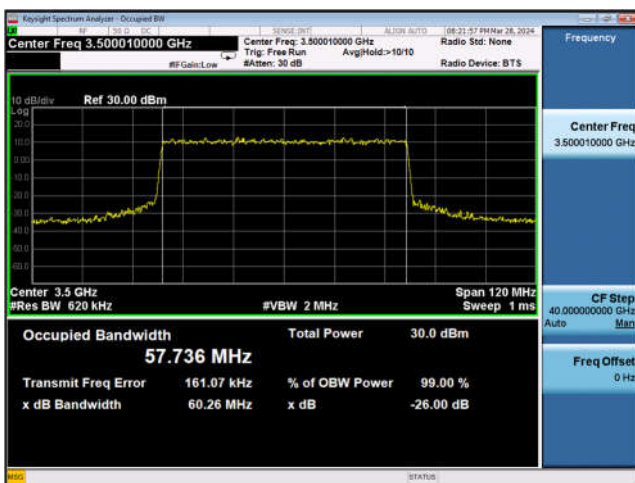 Keysight Spectrum Analyzer - Occupied BW
RF 50 Ω DC SENSE:INT ALIGN AUTO 08:21:57 PM Mar 28, 2024
Center Freq 3.500010000 GHz
Center Freq: 3.500010000 GHz
Radio Std: None
Trig: Free Run Avg|Hold:>10/10
#IFGain:Low #Atten: 30 dB Radio Device: BTS
Frequency
10 dB/div Ref 30.00 dBm
Log
20.0
10.0
0.00
-10.0
-20.0
-30.0
-40.0
-50.0
-60.0
Center 3.5 GHz Span 120 MHz
#Res BW 620 kHz #VBW 2 MHz Sweep 1 ms
Occupied Bandwidth Total Power 30.0 dBm
57.736 MHz
Transmit Freq Error 161.07 kHz % of OBW Power 99.00 %
x dB Bandwidth 60.26 MHz x dB -26.00 dB
Center Freq
3.500010000 GHz
CF Step
40.000000000 GHz
Auto Man
Freq Offset
0 Hz
MSG STATUS